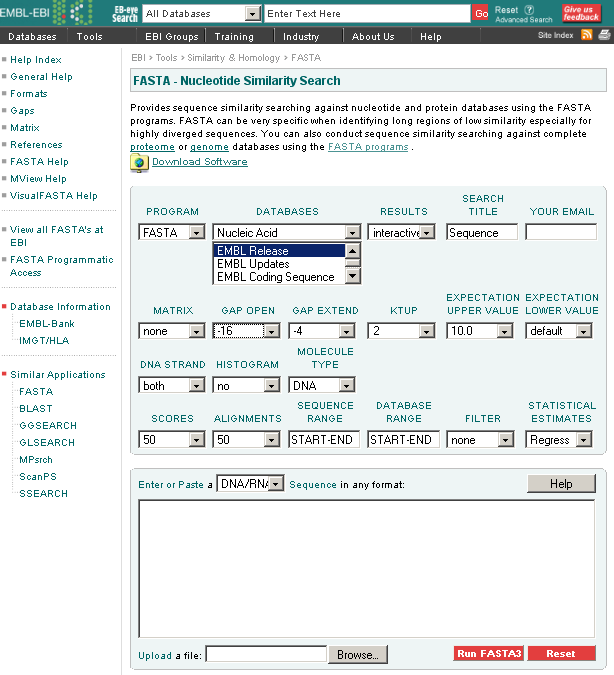 EMBL-EBI
EB-eye Search
All Databases
Enter Text Here
Go
Reset
Advanced Search
Give us feedback
Databases Tools EBI Groups Training Industry About Us Help Site Index
Help Index
General Help
Formats
Gaps
Matrix
References
FASTA Help
MView Help
VisualFASTA Help
View all FASTA's at
EBI
FASTA Programmatic
Access
Database Information
EMBL-Bank
IMGT/HLA
Similar Applications
FASTA
BLAST
GGSEARCH
GLSEARCH
MPsrch
ScanPS
SSEARCH
EBI > Tools > Similarity & Homology > FASTA
FASTA - Nucleotide Similarity Search
Provides sequence similarity searching against nucleotide and protein databases using the FASTA
programs. FASTA can be very specific when identifying long regions of low similarity especially for
highly diverged sequences. You can also conduct sequence similarity searching against complete
proteome or genome databases using the FASTA programs .
Download Software
PROGRAM DATABASES RESULTS SEARCH TITLE YOUR EMAIL
FASTA Nucleic Acid interactive Sequence
EMBL Release
EMBL Updates
EMBL Coding Sequence
MATRIX GAP OPEN GAP EXTEND KTUP EXPECTATION UPPER VALUE EXPECTATION LOWER VALUE
none -16 -4 2 10.0 default
DNA STRAND HISTOGRAM MOLECULE TYPE
both no DNA
SCORES ALIGNMENTS SEQUENCE RANGE DATABASE RANGE FILTER STATISTICAL ESTIMATES
50 50 START-END START-END none Regress
Enter or Paste a DNA/RNA Sequence in any format: Help
Upload a file: Browse... Run FASTA3 Reset